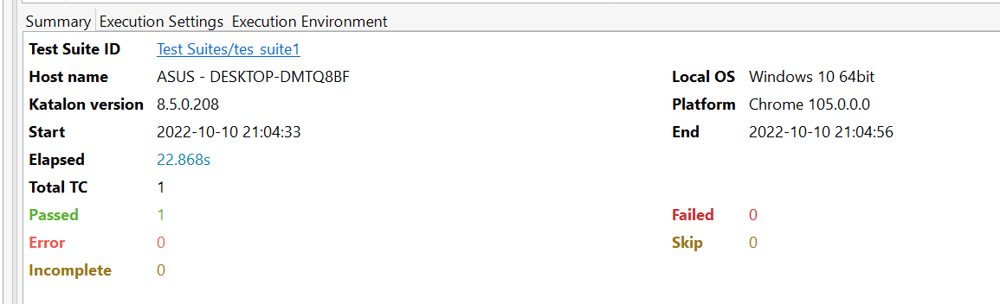 Summary Execution Settings Execution Environment
Test Suite ID Test Suites/tes_suite1
Host name ASUS - DESKTOP-DMTQ8BF Local OS Windows 10 64bit
Katalon version 8.5.0.208 Platform Chrome 105.0.0.0
Start 2022-10-10 21:04:33 End 2022-10-10 21:04:56
Elapsed 22.868s
Total TC 1
Passed 1 Failed 0
Error 0 Skip 0
Incomplete 0